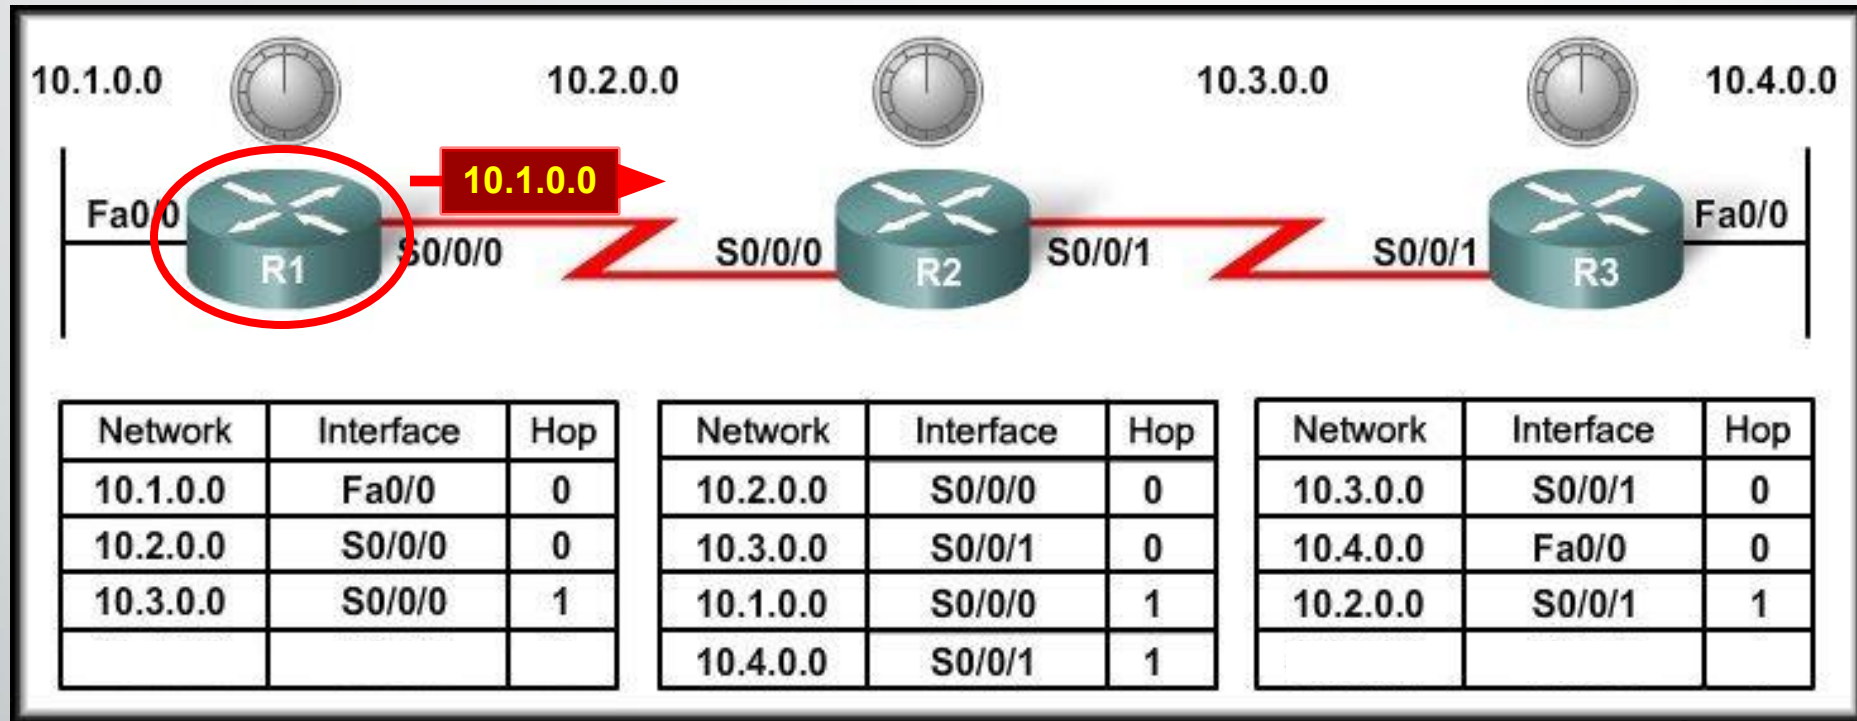 10.1.0.0 10.2.0.0 10.3.0.0 10.4.0.0
10.1.0.0
Fa0/0 S0/0/0 S0/0/0 S0/0/1 S0/0/1 Fa0/0
R1 R2 R3
Network Interface Hop
10.1.0.0 Fa0/0 0
10.2.0.0 S0/0/0 0
10.3.0.0 S0/0/0 1
Network Interface Hop
10.2.0.0 S0/0/0 0
10.3.0.0 S0/0/1 0
10.1.0.0 S0/0/0 1
10.4.0.0 S0/0/1 1
Network Interface Hop
10.3.0.0 S0/0/1 0
10.4.0.0 Fa0/0 0
10.2.0.0 S0/0/1 1